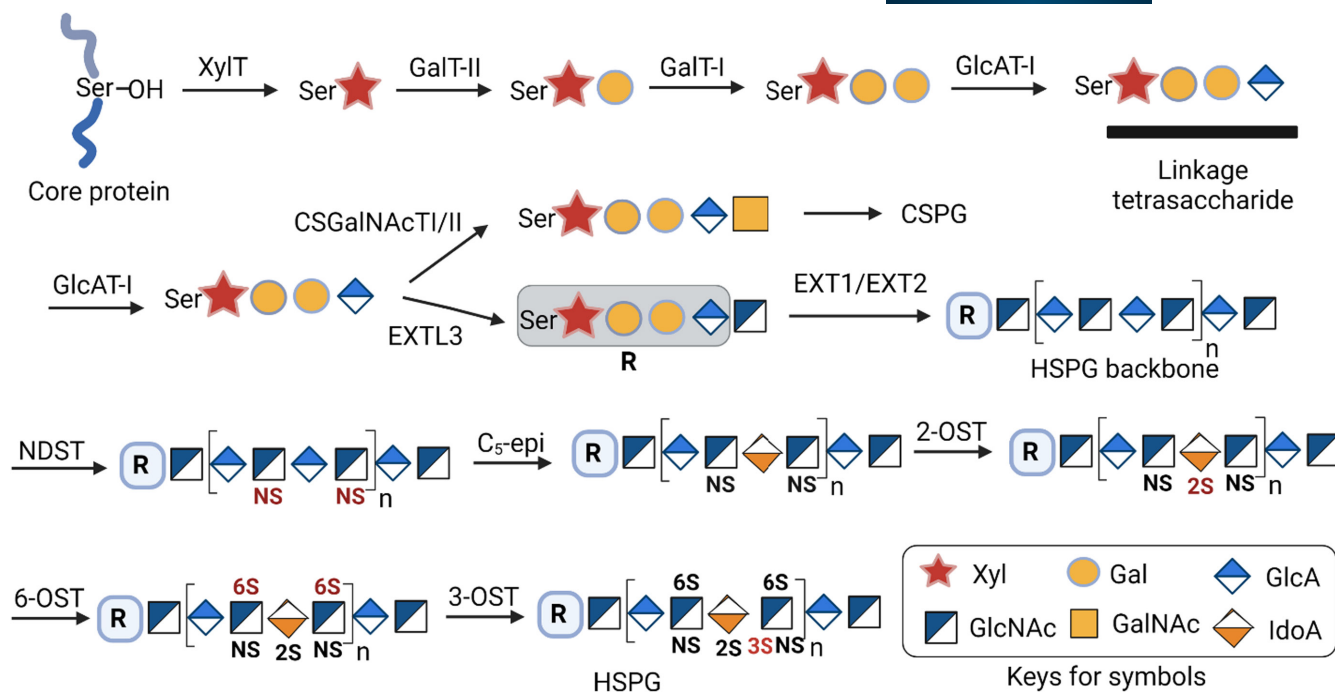 Ser-OH
XylT
Ser
GalT-II
Ser
GalT-I
Ser
GlcAT-I
Ser
Core protein
Linkage
tetrasaccharide
GlcAT-I
Ser
CSGalNAcTI/II
Ser
CSPG
EXTL3
Ser
R
EXT1/EXT2
R
n
HSPG backbone
NDST
R
NS
NS
n
C₅-epi
R
NS
NS
n
2-OST
R
NS
2S
NS
n
6-OST
R
6S
6S
NS
2S
NS
n
3-OST
R
6S
6S
NS
2S
3S
NS
n
HSPG
Xyl
Gal
GlcA
GlcNAc
GalNAc
IdoA
Keys for symbols